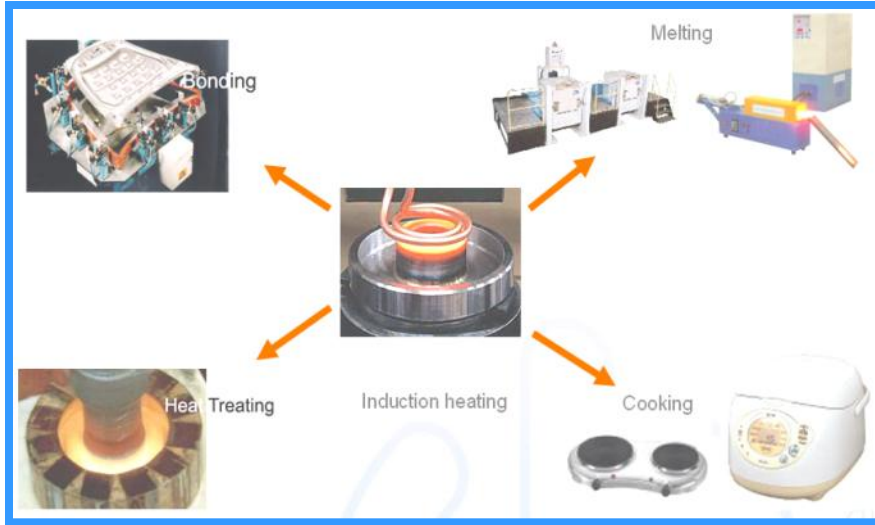 Bonding
Melting
Heat Treating
Induction heating
Cooking